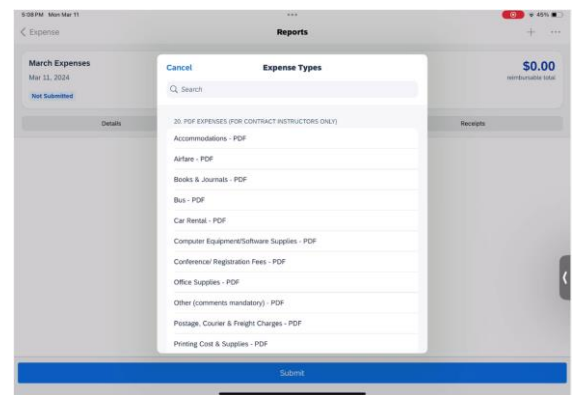 5:28 PM Mon Mar 11
45%
Expense
Reports
March Expenses
Mar 11, 2024
Not Submitted
$0.00
reimbursable total
Details
Receipts
Cancel
Expense Types
Search
20. PDF EXPENSES (FOR CONTRACT INSTRUCTORS ONLY)
Accommodations - PDF
Airfare - PDF
Books & Journals - PDF
Bus - PDF
Car Rental - PDF
Computer Equipment/Software Supplies - PDF
Conference/ Registration Fees - PDF
Office Supplies - PDF
Other (comments mandatory) - PDF
Postage, Courier & Freight Charges - PDF
Printing Cost & Supplies - PDF
Submit